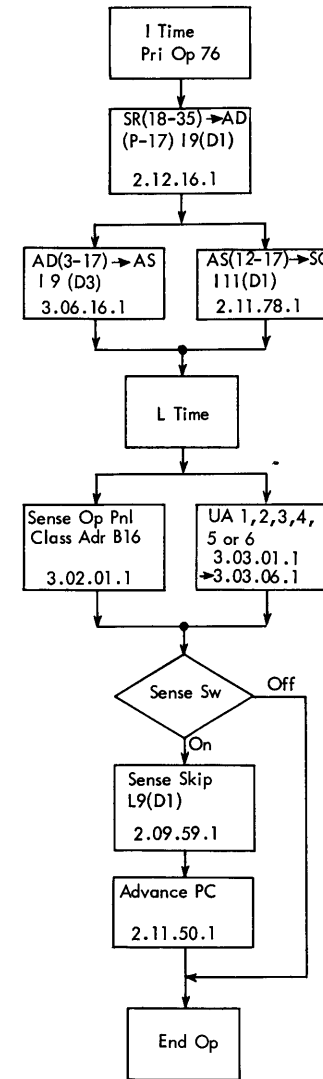 I Time
Pri Op 76
SR(18-35)→AD
(P-17) I9(D1)
2.12.16.1
AD(3-17)→AS
I 9 (D3)
3.06.16.1
AS(12-17)→SC
I11(D1)
2.11.78.1
L Time
Sense Op Pnl
Class Adr B16
3.02.01.1
UA 1,2,3,4,
5 or 6
3.03.01.1
→3.03.06.1
Sense Sw
Off
On
Sense Skip
L9(D1)
2.09.59.1
Advance PC
2.11.50.1
End Op